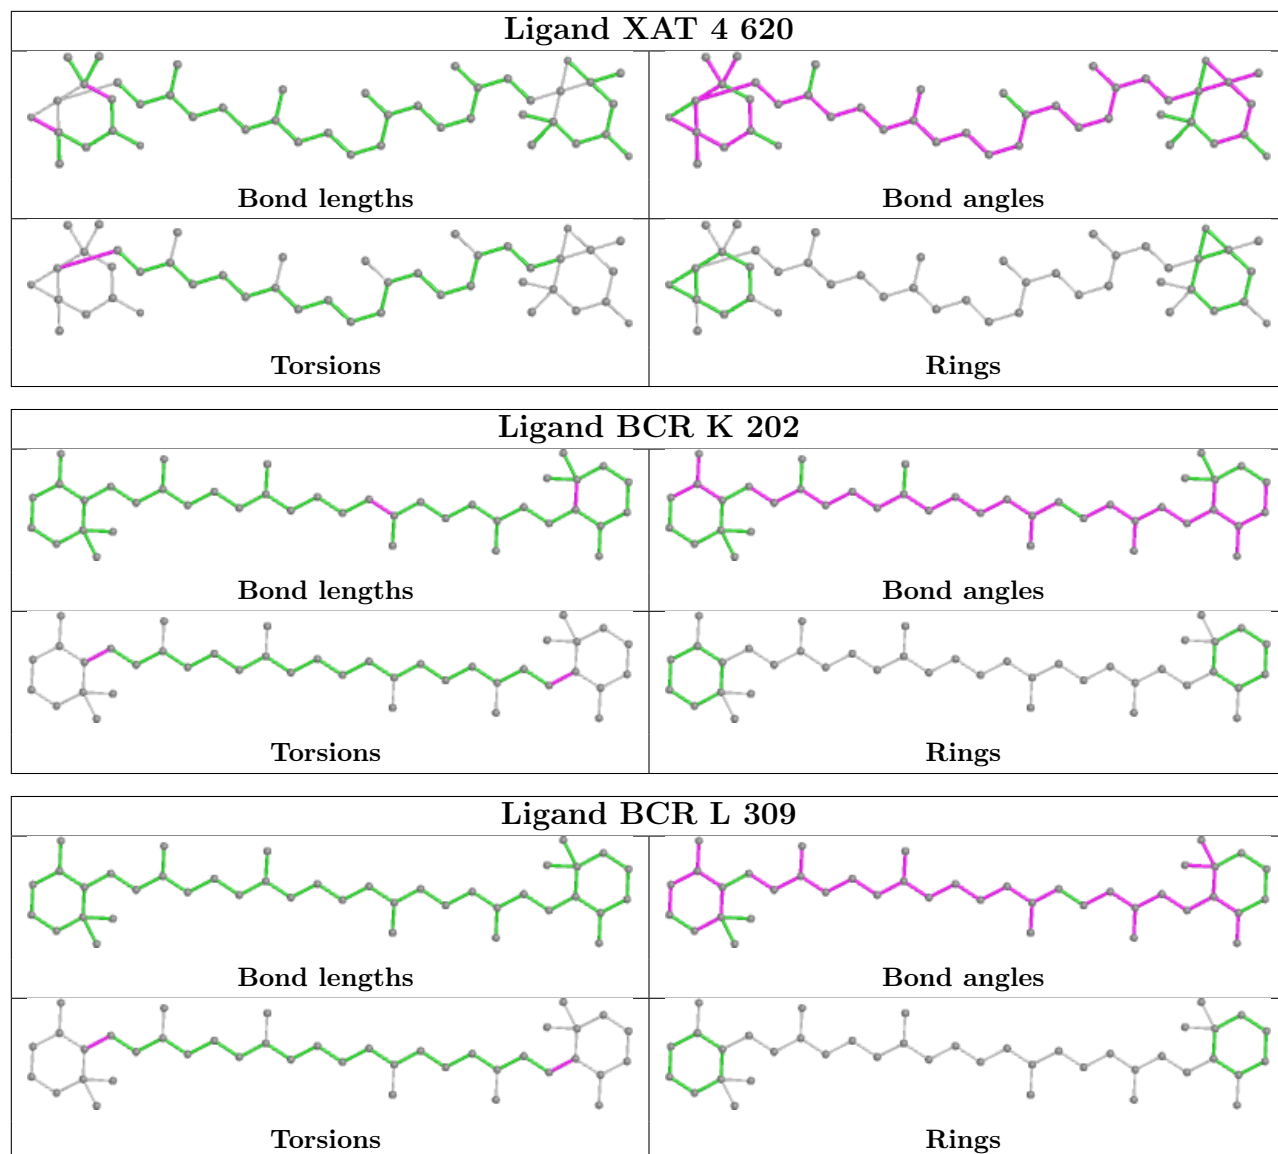 Ligand XAT 4 620
Bond lengths
Bond angles
Torsions
Rings
Ligand BCR K 202
Bond lengths
Bond angles
Torsions
Rings
Ligand BCR L 309
Bond lengths
Bond angles
Torsions
Rings